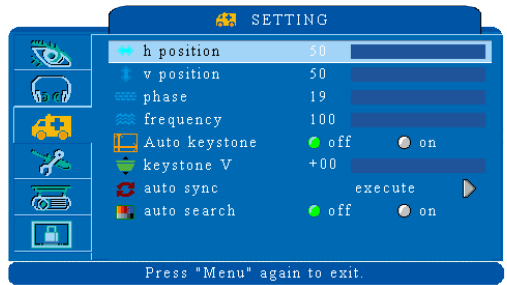 SETTING
h position 50
v position 50
phase 19
frequency 100
Auto keystone off on
keystone V +00
auto sync execute
auto search off on
Press "Menu" again to exit.